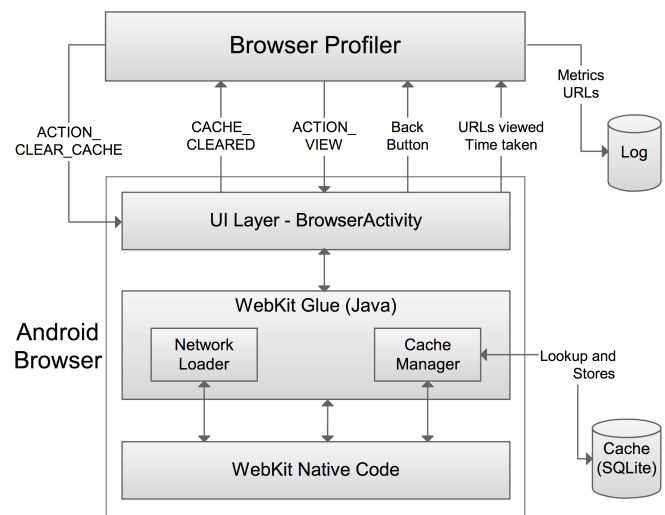 Browser Profiler
Metrics
URLs
ACTION_
CLEAR_CACHE
CACHE_
CLEARED
ACTION_
VIEW
Back
Button
URLs viewed
Time taken
Log
UI Layer - BrowserActivity
Android
Browser
WebKit Glue (Java)
Network
Loader
Cache
Manager
Lookup and
Stores
WebKit Native Code
Cache
(SQLite)